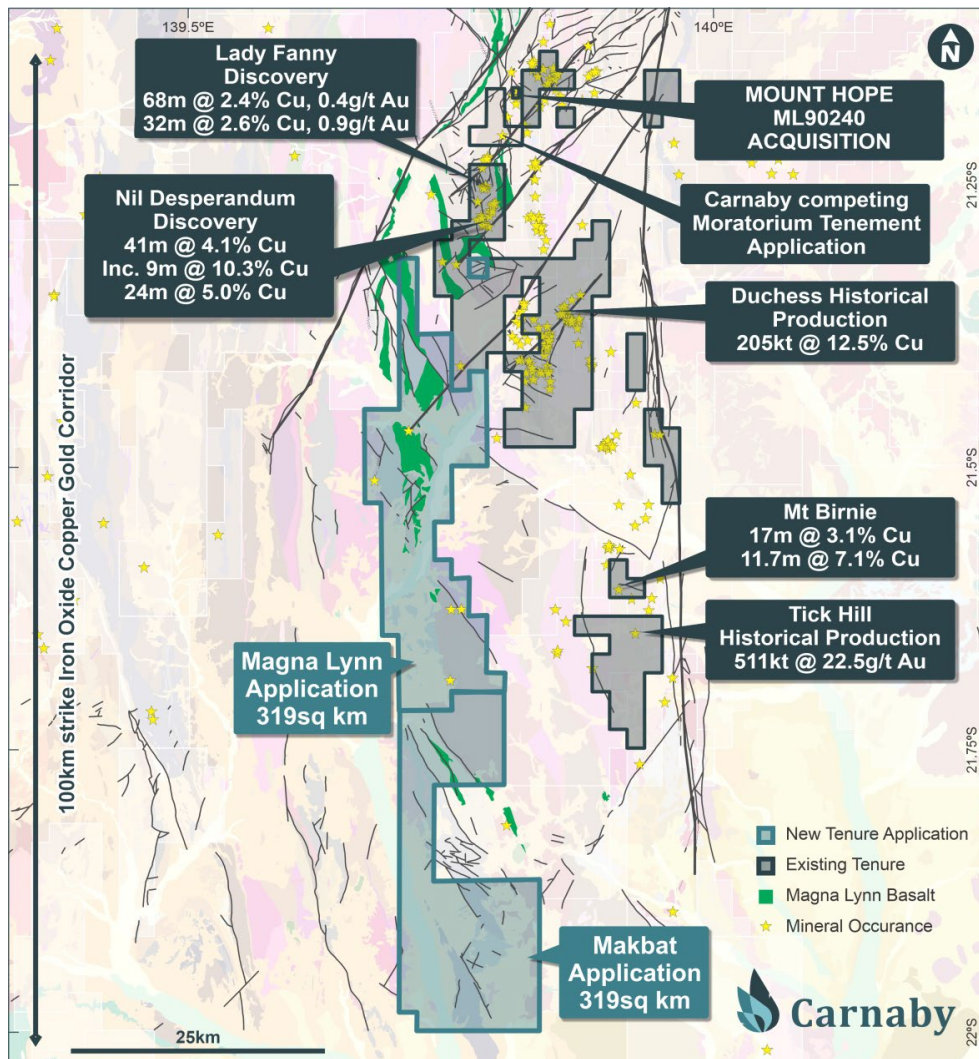 139.5ºE
140ºE
N
Lady Fanny
Discovery
68m @ 2.4% Cu, 0.4g/t Au
32m @ 2.6% Cu, 0.9g/t Au
MOUNT HOPE
ML90240
ACQUISITION
21.25ºS
Nil Desperandum
Discovery
41m @ 4.1% Cu
Inc. 9m @ 10.3% Cu
24m @ 5.0% Cu
Carnaby competing
Moratorium Tenement
Application
Duchess Historical
Production
205kt @ 12.5% Cu
21.5ºS
100km strike Iron Oxide Copper Gold Corridor
Mt Birnie
17m @ 3.1% Cu
11.7m @ 7.1% Cu
Tick Hill
Historical Production
511kt @ 22.5g/t Au
Magna Lynn
Application
319sq km
21.75ºS
New Tenure Application
Existing Tenure
Magna Lynn Basalt
Mineral Occurance
Makbat
Application
319sq km
Carnaby
25km
22ºS